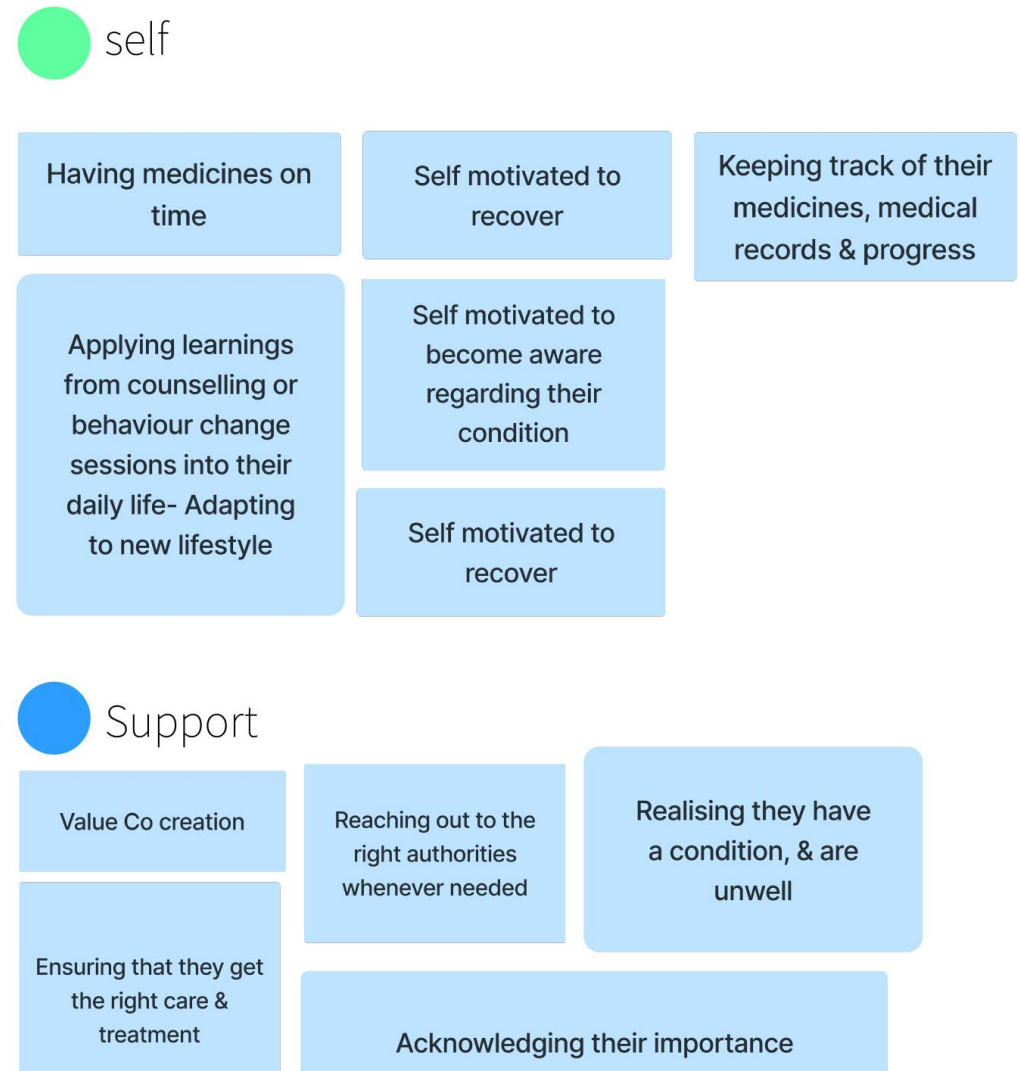 self
Having medicines on
time
Self motivated to
recover
Keeping track of their
medicines, medical
records & progress
Applying learnings
from counselling or
behaviour change
sessions into their
daily life- Adapting
to new lifestyle
Self motivated to
become aware
regarding their
condition
Self motivated to
recover
Support
Value Co creation
Reaching out to the
right authorities
whenever needed
Realising they have
a condition, & are
unwell
Ensuring that they get
the right care &
treatment
Acknowledging their importance